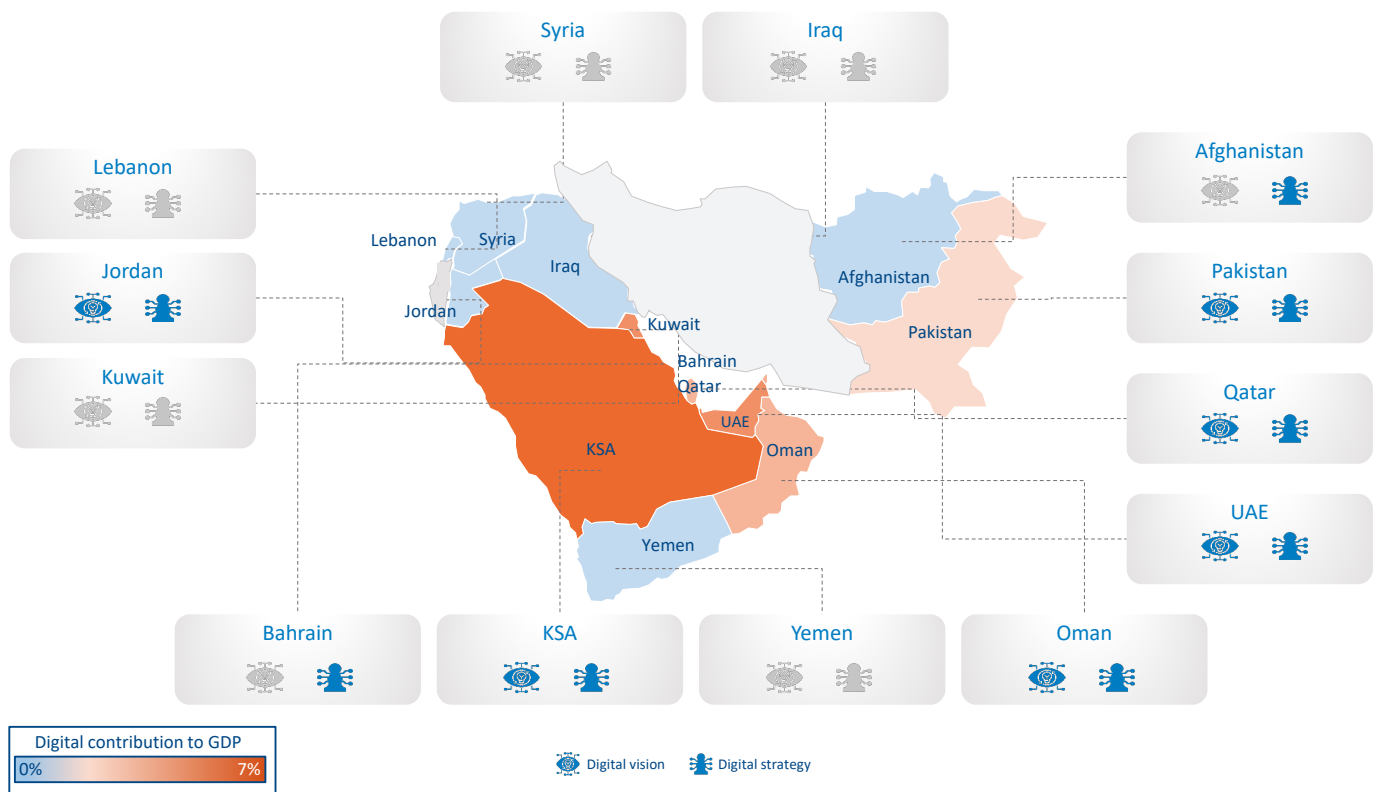 Syria
Iraq
Lebanon
Afghanistan
Jordan
Pakistan
Kuwait
Qatar
UAE
Lebanon
Syria
Iraq
Afghanistan
Jordan
Kuwait
Pakistan
Bahrain
Qatar
UAE
KSA
Oman
Yemen
Bahrain
KSA
Yemen
Oman
Digital contribution to GDP
0%
7%
Digital vision
Digital strategy